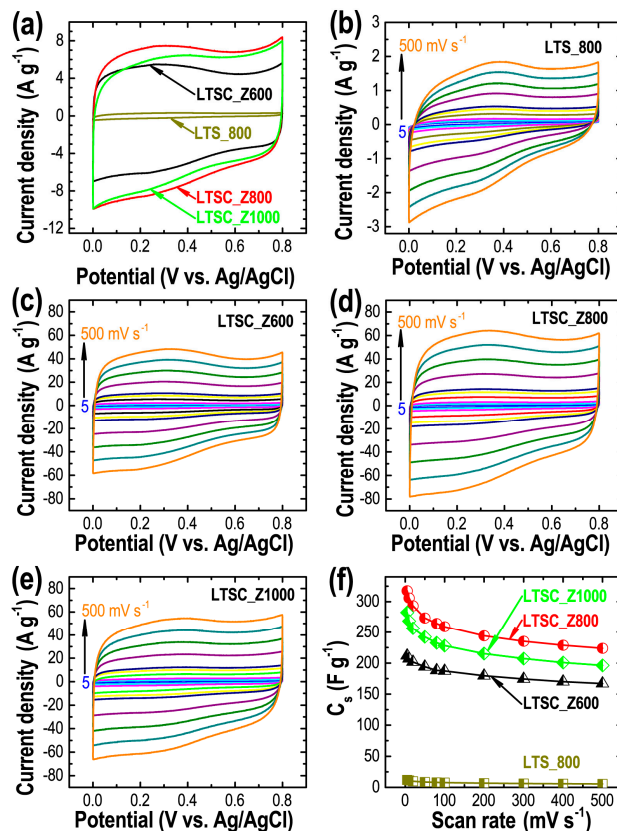 (a)
Current density (A g⁻¹)
8
4
0
-4
-8
-12
LTSC_Z600
LTS_800
LTSC_Z800
LTSC_Z1000
0.0 0.2 0.4 0.6 0.8
Potential (V vs. Ag/AgCl)
(b)
Current density (A g⁻¹)
3
2
1
0
-1
-2
-3
500 mV s⁻¹
LTS_800
5
0.0 0.2 0.4 0.6 0.8
Potential (V vs. Ag/AgCl)
(c)
Current density (A g⁻¹)
80
60
40
20
0
-20
-40
-60
-80
LTSC_Z600
500 mV s⁻¹
5
0.0 0.2 0.4 0.6 0.8
Potential (V vs. Ag/AgCl)
(d)
Current density (A g⁻¹)
80
60
40
20
0
-20
-40
-60
-80
LTSC_Z800
500 mV s⁻¹
5
0.0 0.2 0.4 0.6 0.8
Potential (V vs. Ag/AgCl)
(e)
Current density (A g⁻¹)
80
60
40
20
0
-20
-40
-60
-80
LTSC_Z1000
500 mV s⁻¹
5
0.0 0.2 0.4 0.6 0.8
Potential (V vs. Ag/AgCl)
(f)
Cₛ (F g⁻¹)
300
250
200
150
100
50
0
LTSC_Z1000
LTSC_Z800
LTSC_Z600
LTS_800
0 100 200 300 400 500
Scan rate (mV s⁻¹)